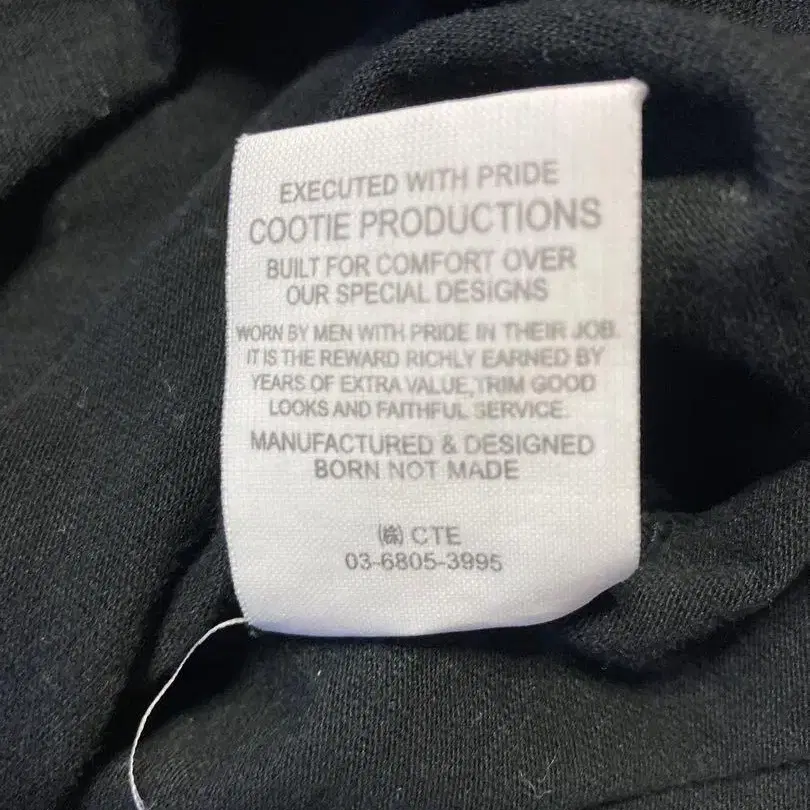 EXECUTED WITH PRIDE
COOTIE PRODUCTIONS
BUILT FOR COMFORT OVER
OUR SPECIAL DESIGNS
WORN BY MEN WITH PRIDE IN THEIR JOB.
IT IS THE REWARD RICHLY EARNED BY
YEARS OF EXTRA VALUE,TRIM GOOD
LOOKS AND FAITHFUL SERVICE.
MANUFACTURED & DESIGNED
BORN NOT MADE
㈱ CTE
03-6805-3995